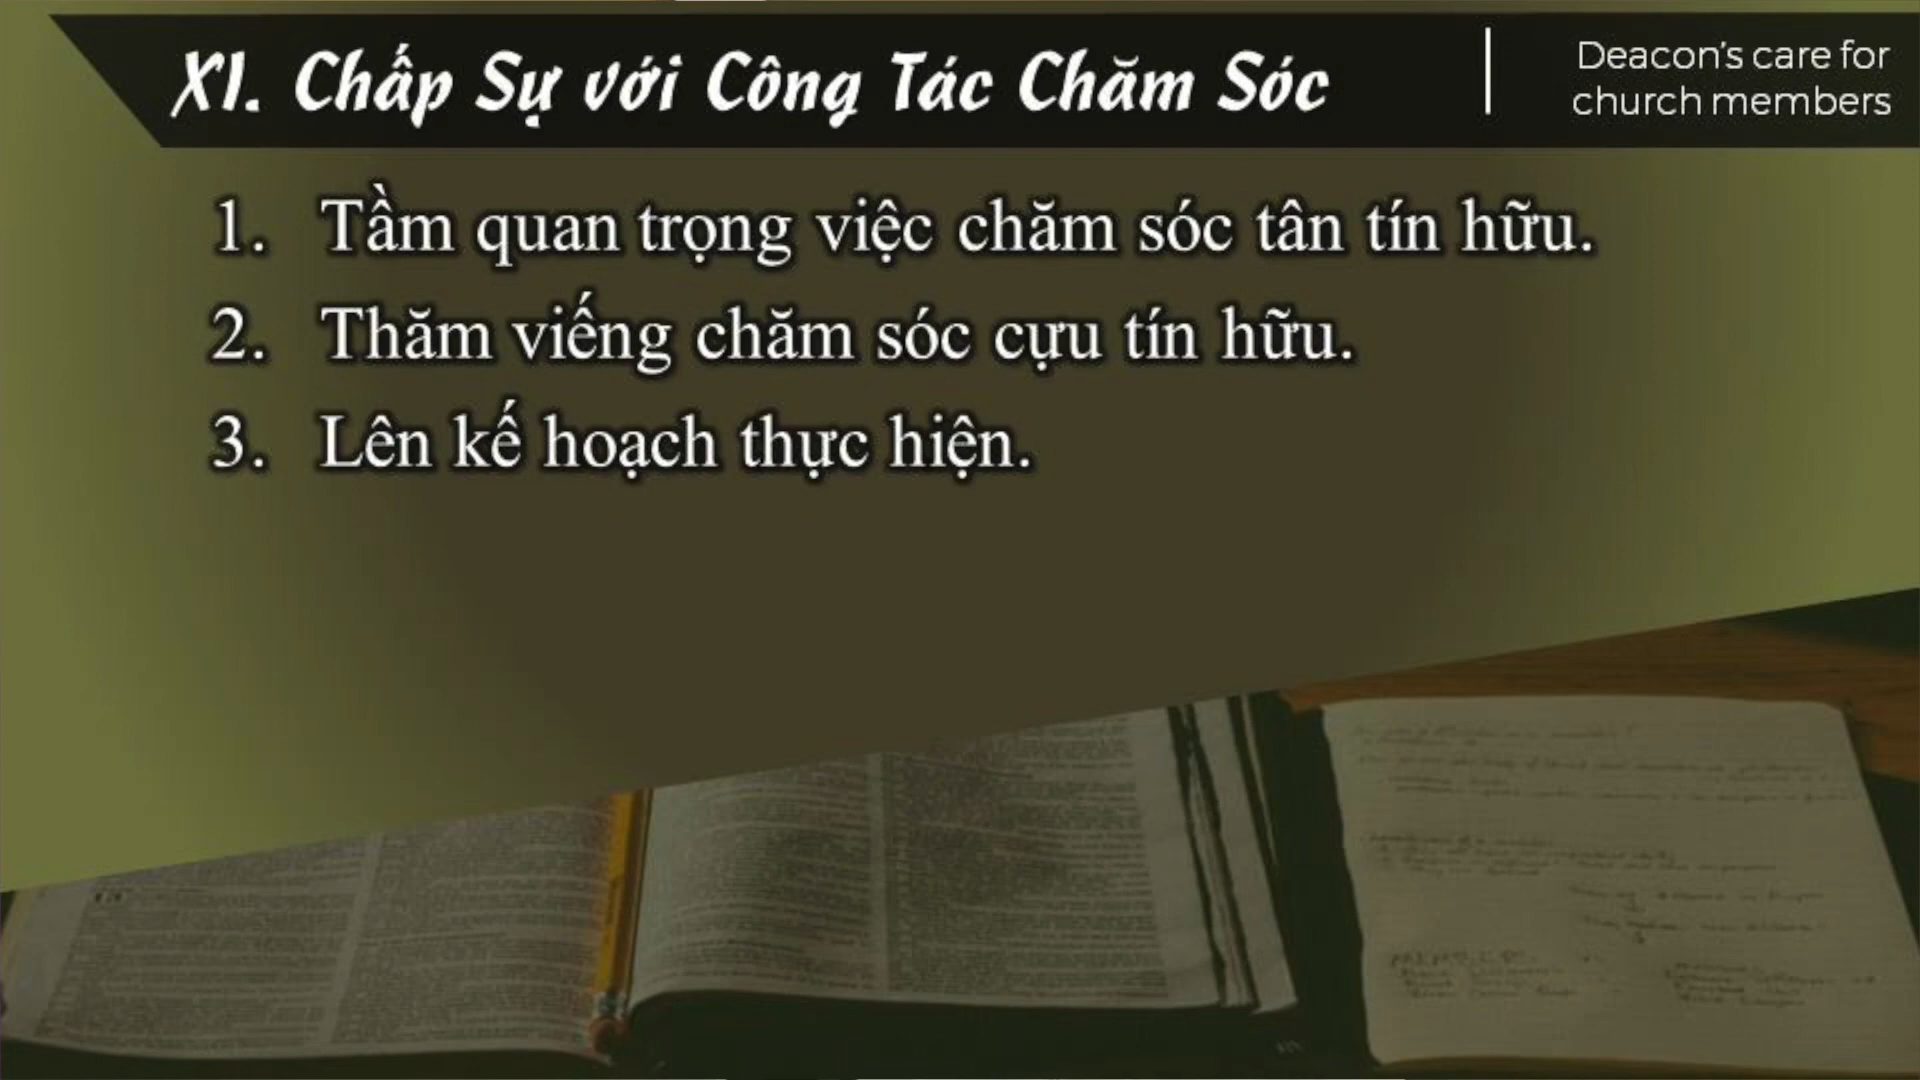 XI. Chấp Sự với Công Tác Chăm Sóc
Deacon's care for
church members
1. Tầm quan trọng việc chăm sóc tân tín hữu.
2. Thăm viếng chăm sóc cựu tín hữu.
3. Lên kế hoạch thực hiện.